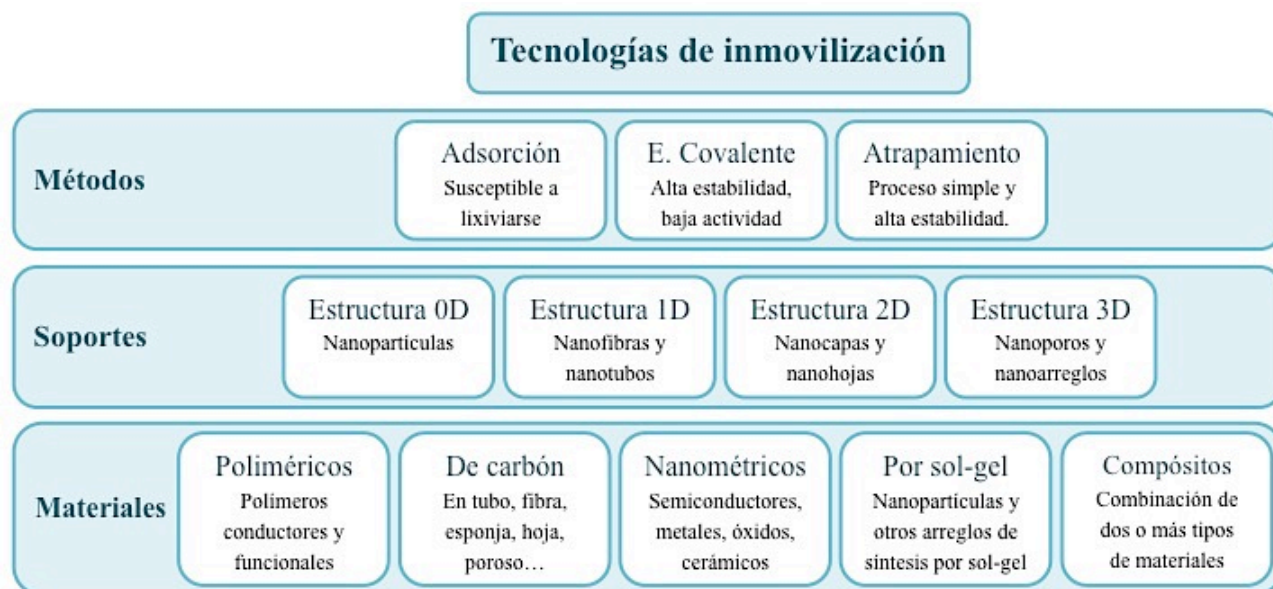 Tecnologías de inmovilización
Métodos
Adsorción
Susceptible a
lixiviarse
E. Covalente
Alta estabilidad,
baja actividad
Atrapamiento
Proceso simple y
alta estabilidad.
Soportes
Estructura 0D
Nanopartículas
Estructura 1D
Nanofibras y
nanotubos
Estructura 2D
Nanocapas y
nanohojas
Estructura 3D
Nanoporos y
nanoarreglos
Materiales
Poliméricos
Polímeros
conductores y
funcionales
De carbón
En tubo, fibra,
esponja, hoja,
poroso…
Nanométricos
Semiconductores,
metales, óxidos,
cerámicos
Por sol-gel
Nanopartículas y
otros arreglos de
síntesis por sol-gel
Compósitos
Combinación de
dos o más tipos
de materiales